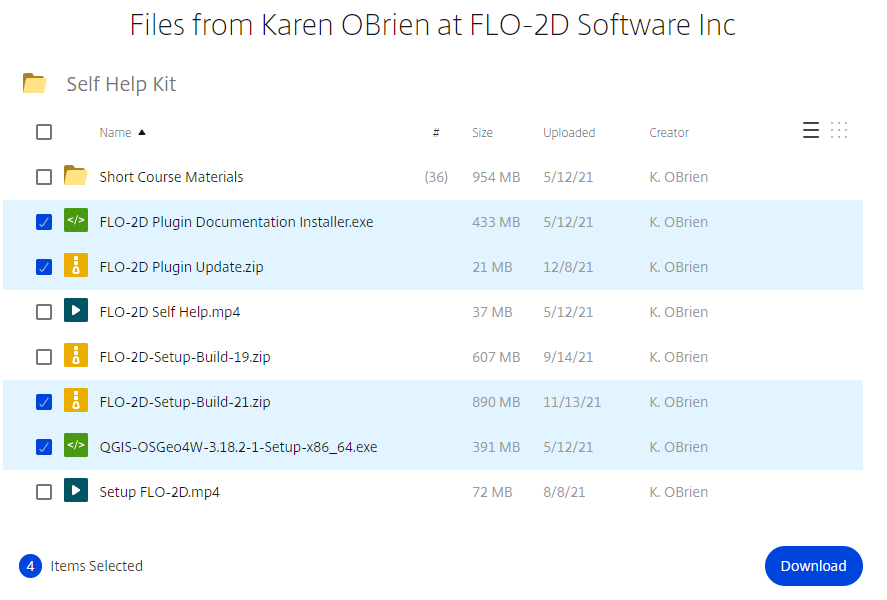 Files from Karen OBrien at FLO-2D Software Inc
Self Help Kit
Name ▲ # Size Uploaded Creator
Short Course Materials (36) 954 MB 5/12/21 K. OBrien
</> FLO-2D Plugin Documentation Installer.exe 433 MB 5/12/21 K. OBrien
FLO-2D Plugin Update.zip 21 MB 12/8/21 K. OBrien
FLO-2D Self Help.mp4 37 MB 5/12/21 K. OBrien
FLO-2D-Setup-Build-19.zip 607 MB 9/14/21 K. OBrien
FLO-2D-Setup-Build-21.zip 890 MB 11/13/21 K. OBrien
</> QGIS-OSGeo4W-3.18.2-1-Setup-x86_64.exe 391 MB 5/12/21 K. OBrien
Setup FLO-2D.mp4 72 MB 8/8/21 K. OBrien
4 Items Selected Download